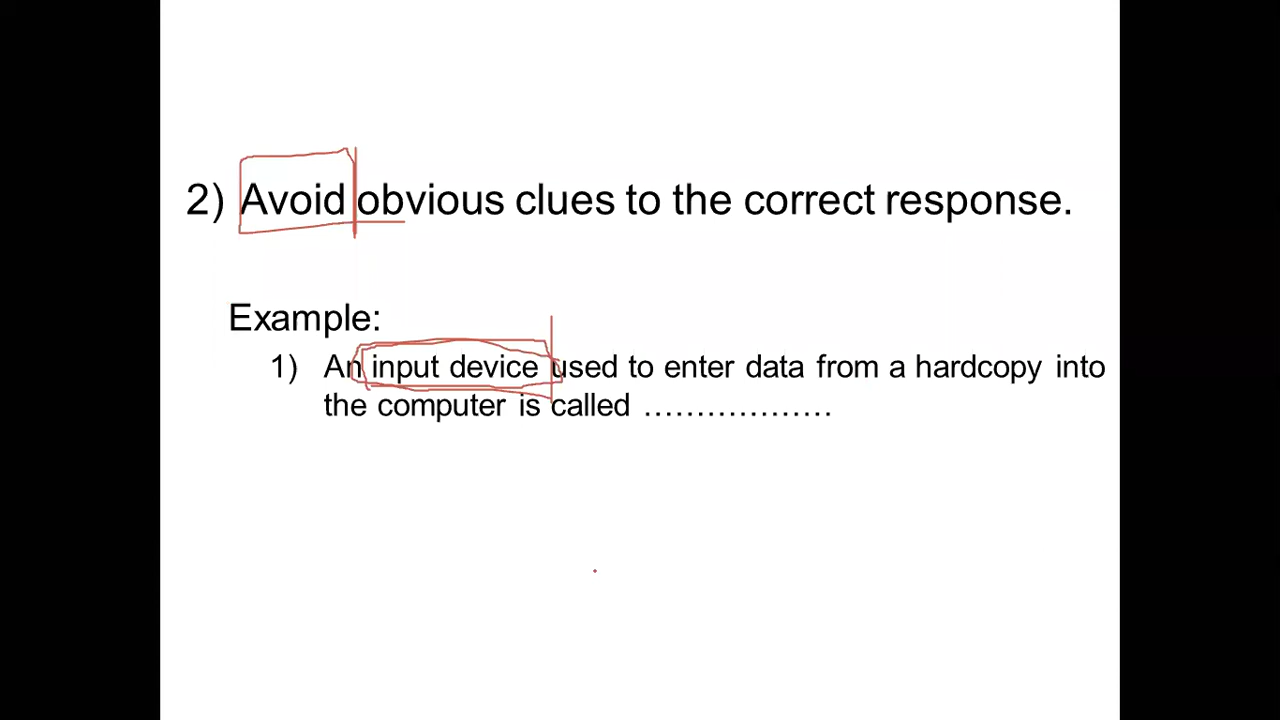 2) Avoid obvious clues to the correct response.
Example:
1) An input device used to enter data from a hardcopy into
the computer is called ………………